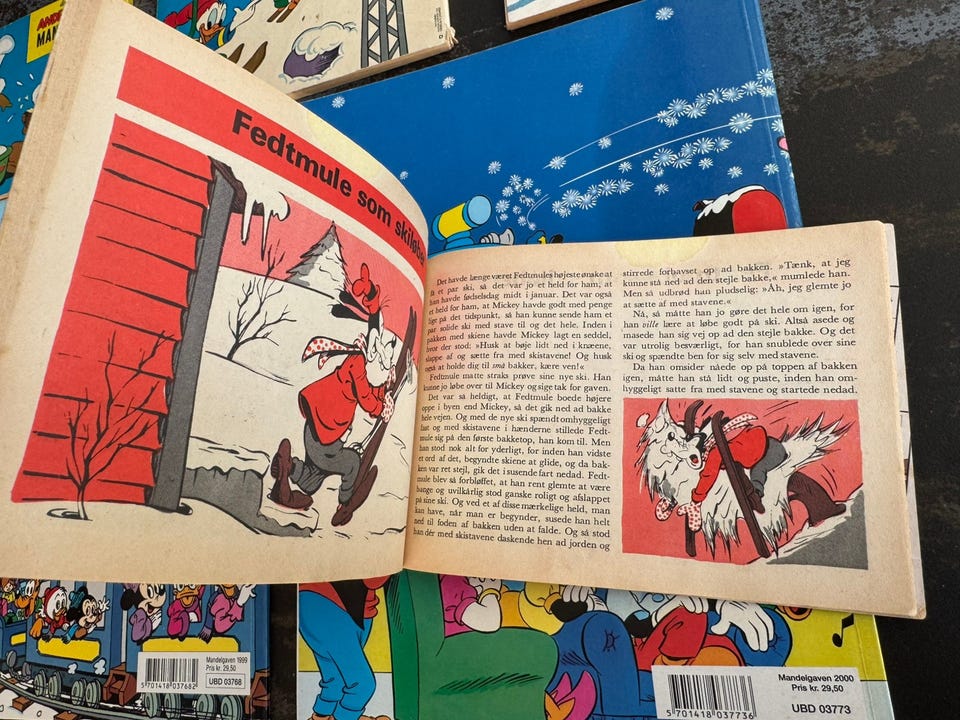 AND
MAN
Fedtmule som skiløber
Det havde længe været Fedtmules højeste ønske at
få et par ski, så det var jo et held for ham, at
han havde fødselsdag midt i januar. Det var også
et held for ham, at Mickey havde godt med penge
lige på det tidspunkt, så han kunne sende ham et
par solide ski med stave til og det hele. Inden i
pakken med skiene havde Mickey lagt en seddel,
hvor der stod: »Husk at bøje lidt ned i knæene,
slappe af og sætte fra med skistavene! Og husk
også at holde dig til små bakker, kære ven!«
Fedtmule måtte straks prøve sine nye ski. Han
kunne jo løbe over til Mickey og sige tak for gaven.
Det var så heldigt, at Fedtmule boede højere
oppe i byen end Mickey, så det gik ned ad bakke
hele vejen. Og med de nye ski spændt omhyggeligt
fast og med skistavene i hænderne stillede Fedt-
mule sig på den første bakketop, han kom til. Men
han stod nok alt for yderligt, for inden han vidste
et ord af det, begyndte skiene at glide, og da bak-
ken var ret stejl, gik det i susende fart nedad. Fedt-
mule blev så forbløffet, at han rent glemte at være
bange og uvilkårlig stod ganske roligt og afslappet
på sine ski. Og ved et af disse mærkelige held, man
kan have, når man er begynder, susede han helt
ned til foden af bakken uden at falde. Og så stod
han dér med skistavene daskende hen ad jorden og
stirrede forbavset op ad bakken. »Tænk, at jeg
kunne stå ned ad den stejle bakke,« mumlede han.
Men så udbrød han pludselig: »Åh, jeg glemte jo
at sætte af med stavene.«
Nå, så måtte han jo gøre det hele om igen, for
han ville lære at løbe godt på ski. Altså asede og
masede han sig vej op ad den stejle bakke. Og det
var utrolig besværligt, for han snublede over sine
ski og spændte ben for sig selv med stavene.
Da han omsider nåede op på toppen af bakken
igen, måtte han stå lidt og puste, inden han om-
hyggeligt satte fra med stavene og startede nedad.
Mandelgaven 1999
Pris kr. 29,50
5701418037682
UBD 03768
Mandelgaven 2000
Pris kr. 29,50
5701418037736
UBD 03773